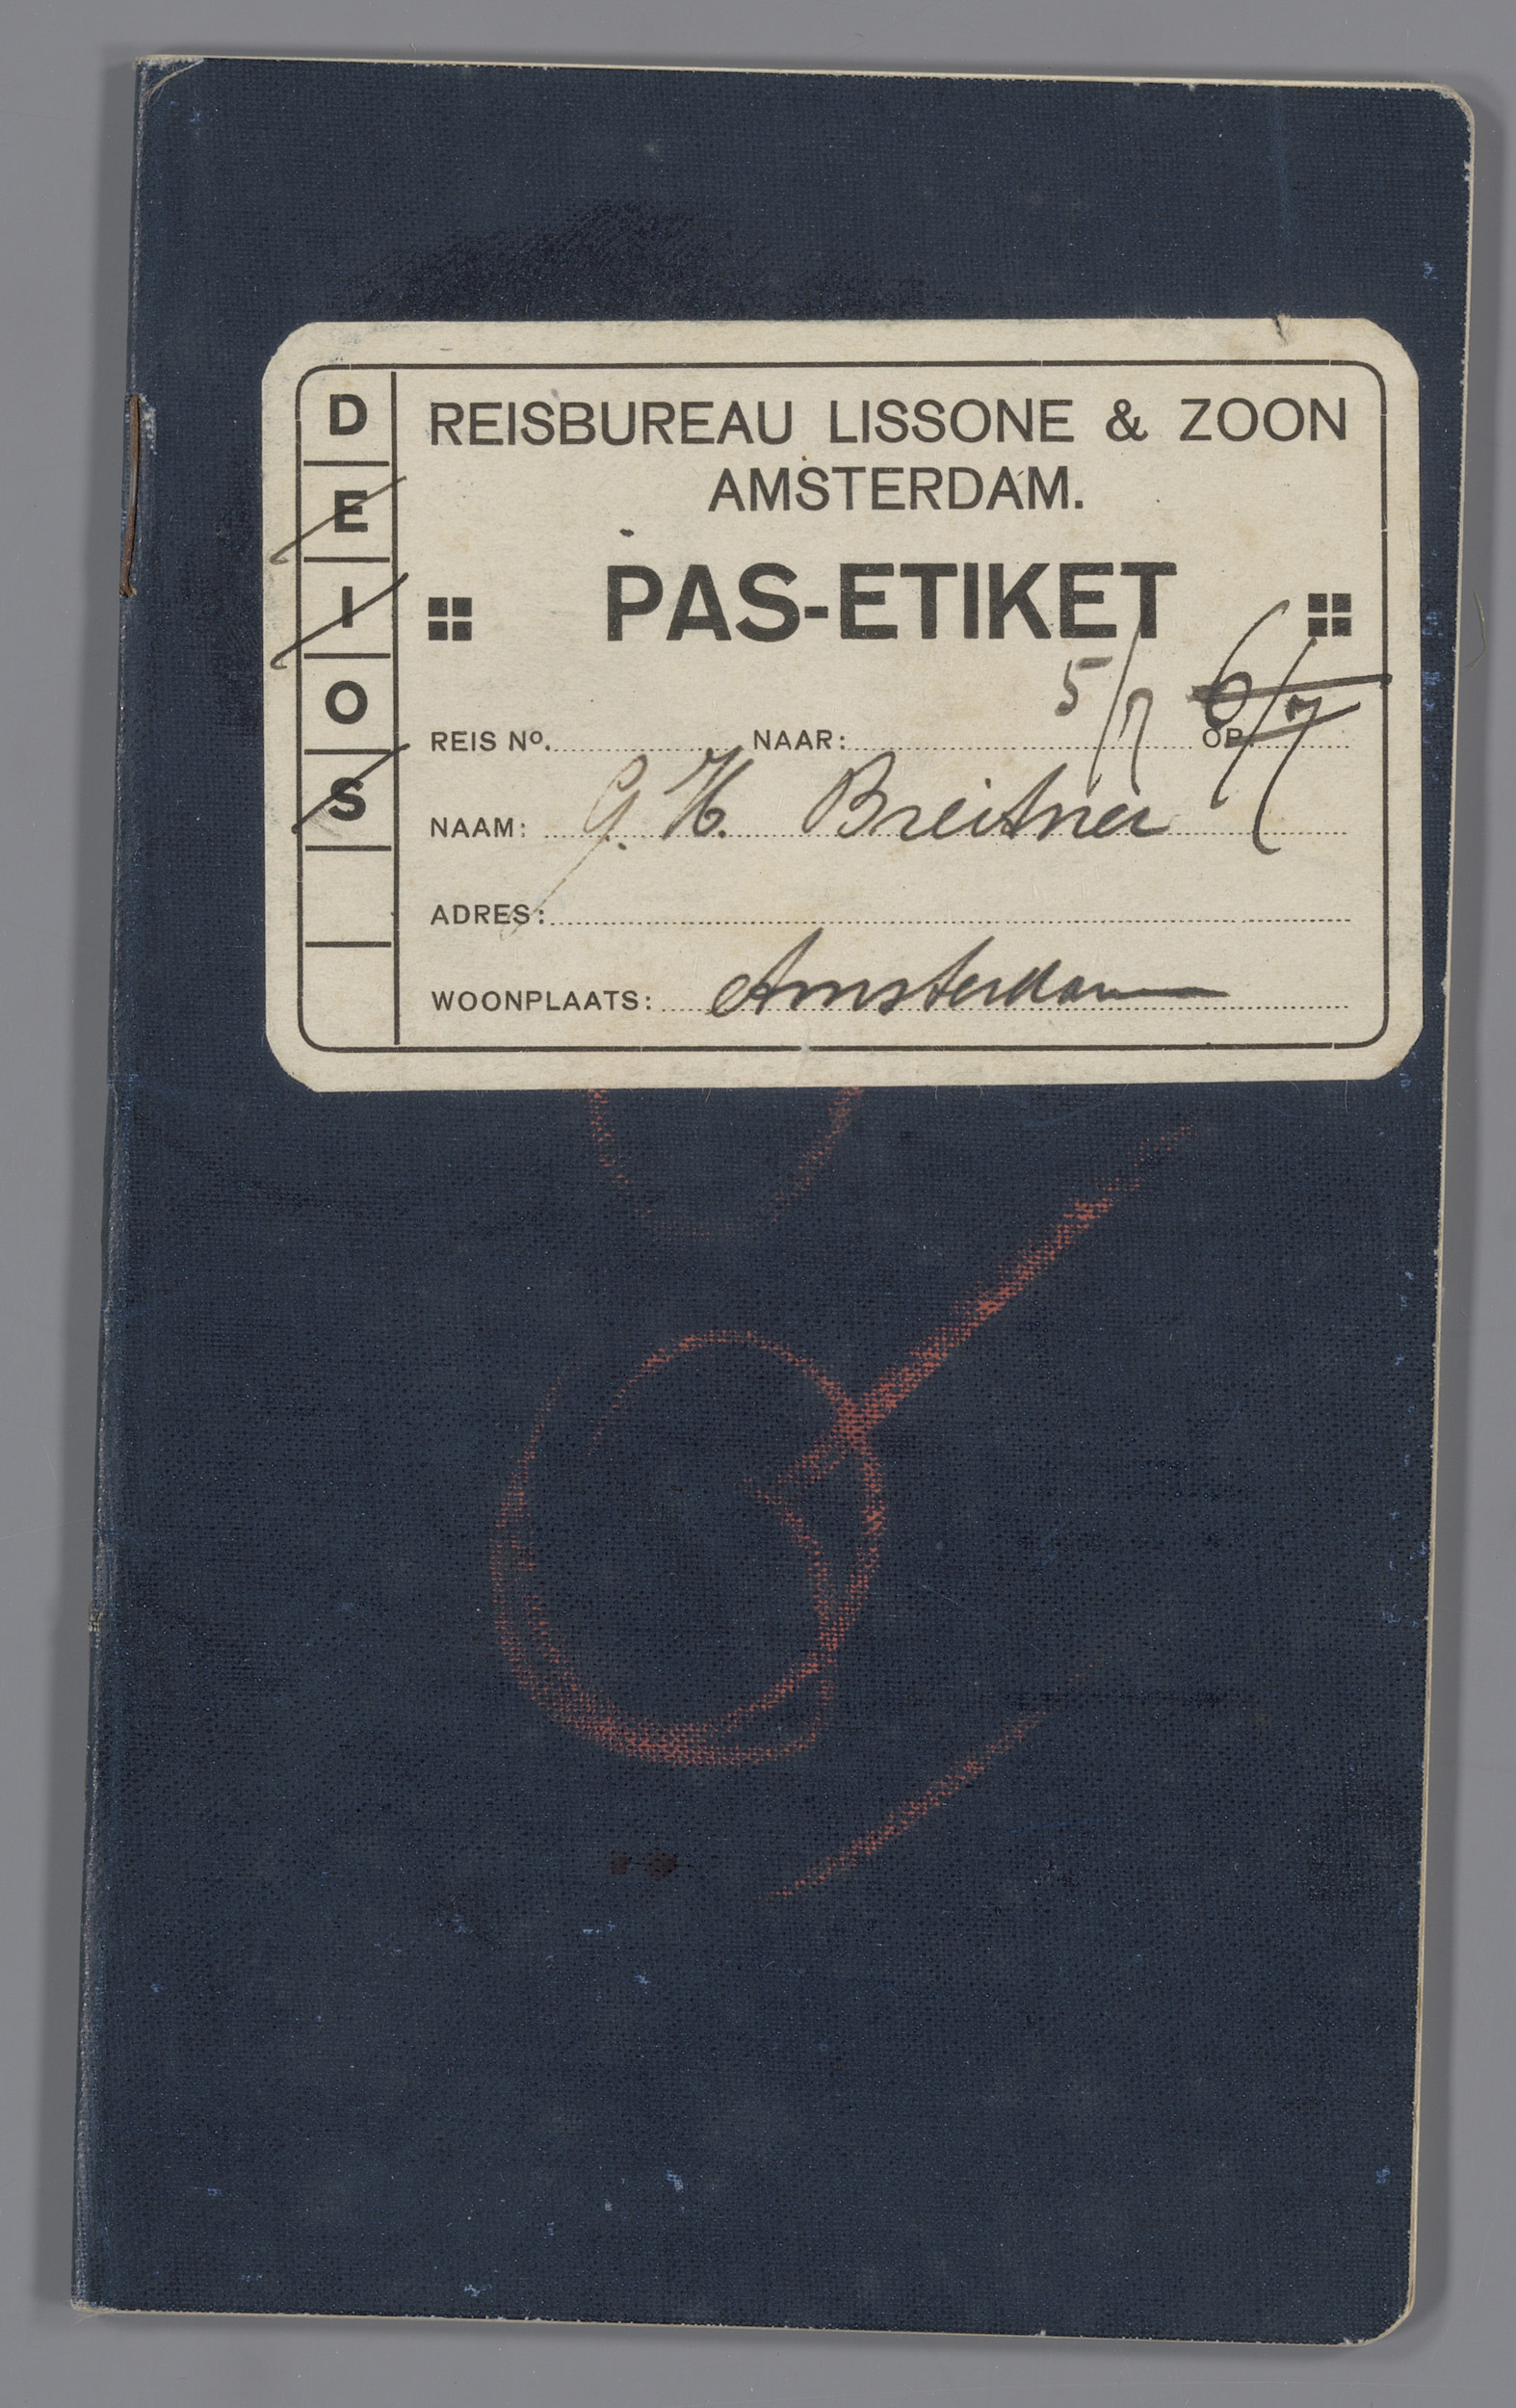 D
E
I
O
S
REISBUREAU LISSONE & ZOON
AMSTERDAM.
PAS-ETIKET
5/7 6/7
REIS No. NAAR: OP
NAAM: G. H. Breitner
ADRES:
WOONPLAATS: Amsterdam